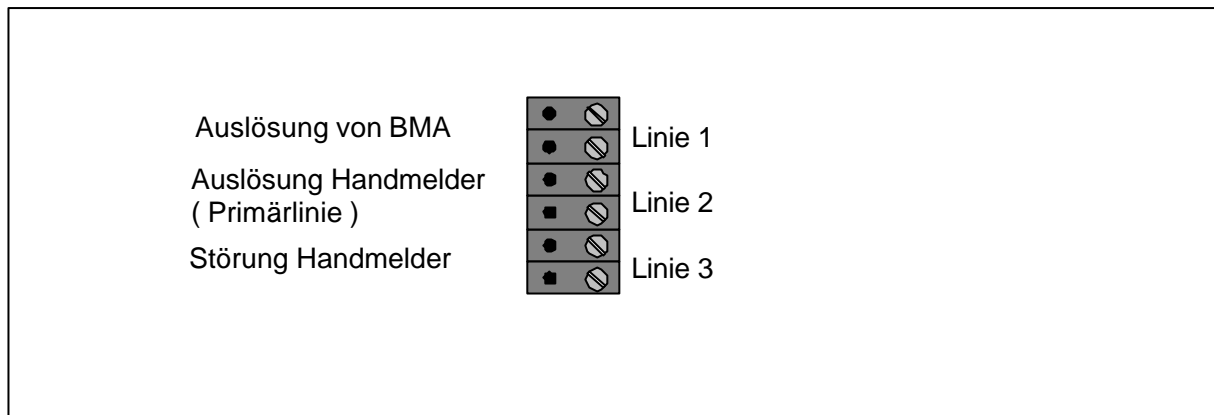 Auslösung von BMA
Linie 1
Auslösung Handmelder
( Primärlinie )
Linie 2
Störung Handmelder
Linie 3